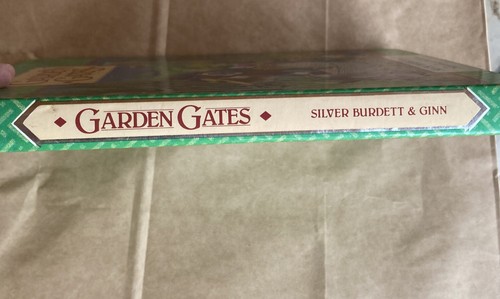 GARDEN GATES
SILVER BURDETT & GINN